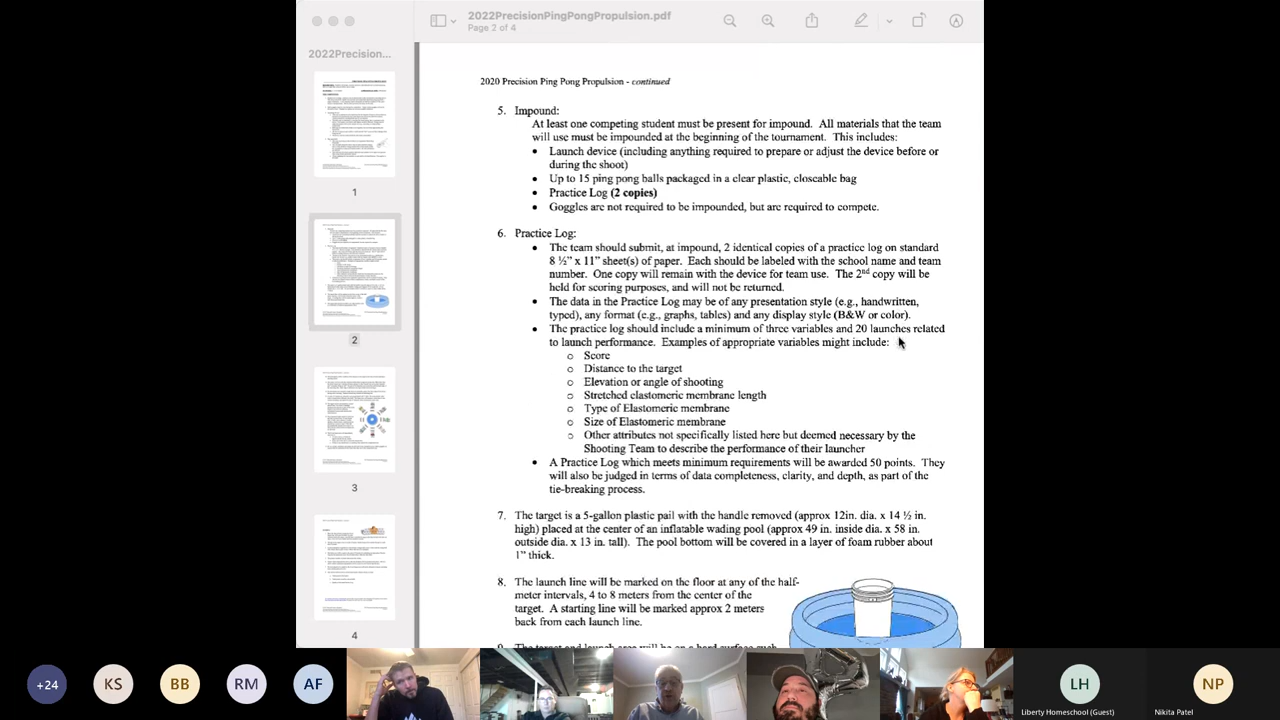 2022PrecisionPingPongPropulsion.pdf
Page 2 of 4
2022Precision...
1
2
3
4
2020 Precision Ping Pong Propulsion - continued
5. Impound:
At least one competing student must be present for impound. All materials that the team
will use must be impounded at the beginning of the tournament. This includes:
• Launch device (including anything required to prepare or adjust the device before or
during the shoot)
• Up to 15 ping pong balls packaged in a clear plastic, closeable bag
• Practice Log (2 copies)
• Goggles are not required to be impounded, but are required to compete.
6. Practice Log:
• The team should submit, at impound, 2 identical copies of a practice log on standard
8 ½” x 11” sheet(s) of paper. Each should be labeled with the school name and team
number. One copy will remain with the device for team use. The 2nd copy will be
held for scoring purposes, and will not be returned.
• The data in the Practice Log may be of any presentation style (e.g., handwritten,
typed), any format (e.g., graphs, tables) and any display style (B&W or color).
• The practice log should include a minimum of three variables and 20 launches related
to launch performance. Examples of appropriate variables might include:
o Score
o Distance to the target
o Elevation or angle of shooting
o Stretched elastomeric membrane length
o Type of Elastomeric membrane
o Size of Elastomeric membrane
o Other attributes not specifically listed here but deemed necessary by the
Shooting Team to describe the performance of their launcher
• A Practice Log which meets minimum requirements will be awarded 50 points. They
will also be judged in terms of data completeness, clarity, and depth, as part of the
tie-breaking process.
7. The target is a 5-gallon plastic pail with the handle removed (approx 12in. dia. x 14 ½ in.
high) placed at the center of an inflatable wading pool (approx 49 in. inside dia. x 58 in.
outside dia. x 13 in. tall). The pool bottom will be covered in a layer of foam rubber about
1” thick.
8. The launch line will be marked on the floor at any of the half-
meter intervals, 4 to 8 meters from the center of the
target. A starting line will be marked approx 2 meters
back from each launch line.
9. The target and launch area will be on a hard surface such
+24
KS
BB
RM
AF
LH
NP
Liberty Homeschool (Guest)
Nikita Patel